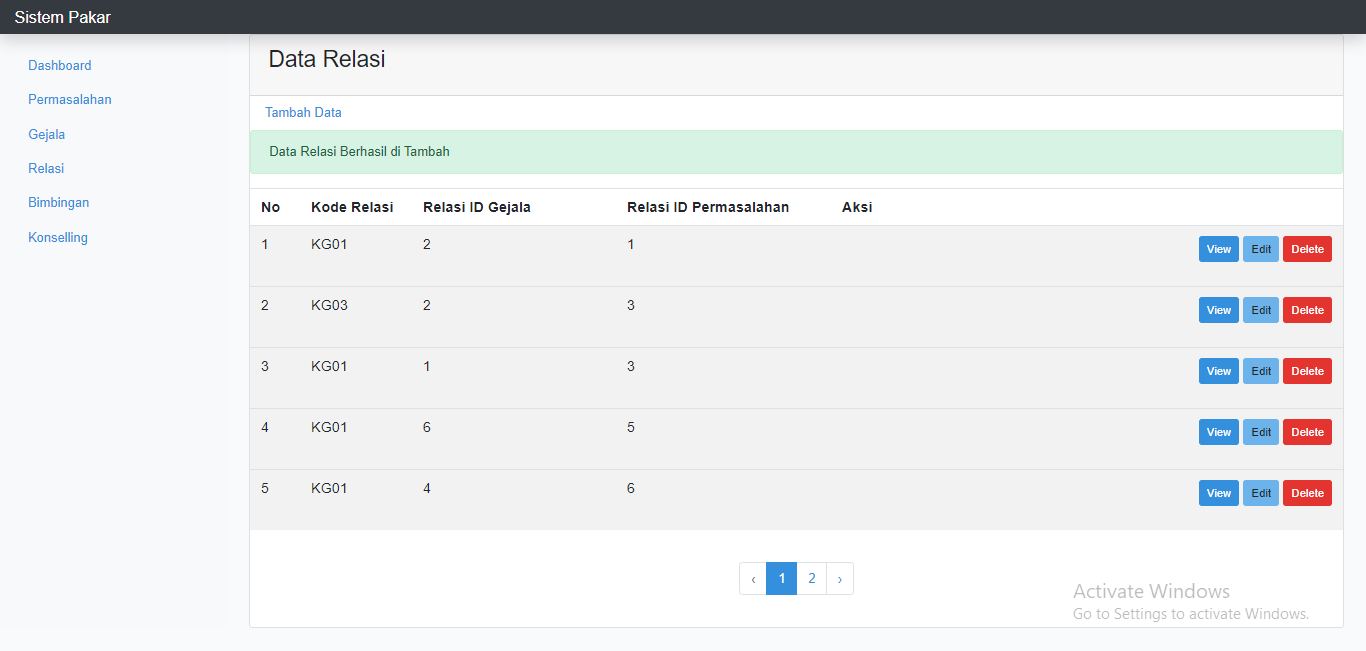 Sistem Pakar
Dashboard
Permasalahan
Gejala
Relasi
Bimbingan
Konselling
Data Relasi
Tambah Data
Data Relasi Berhasil di Tambah
No Kode Relasi Relasi ID Gejala Relasi ID Permasalahan Aksi
1 KG01 2 1 View Edit Delete
2 KG03 2 3 View Edit Delete
3 KG01 1 3 View Edit Delete
4 KG01 6 5 View Edit Delete
5 KG01 4 6 View Edit Delete
‹ 1 2 ›
Activate Windows
Go to Settings to activate Windows.